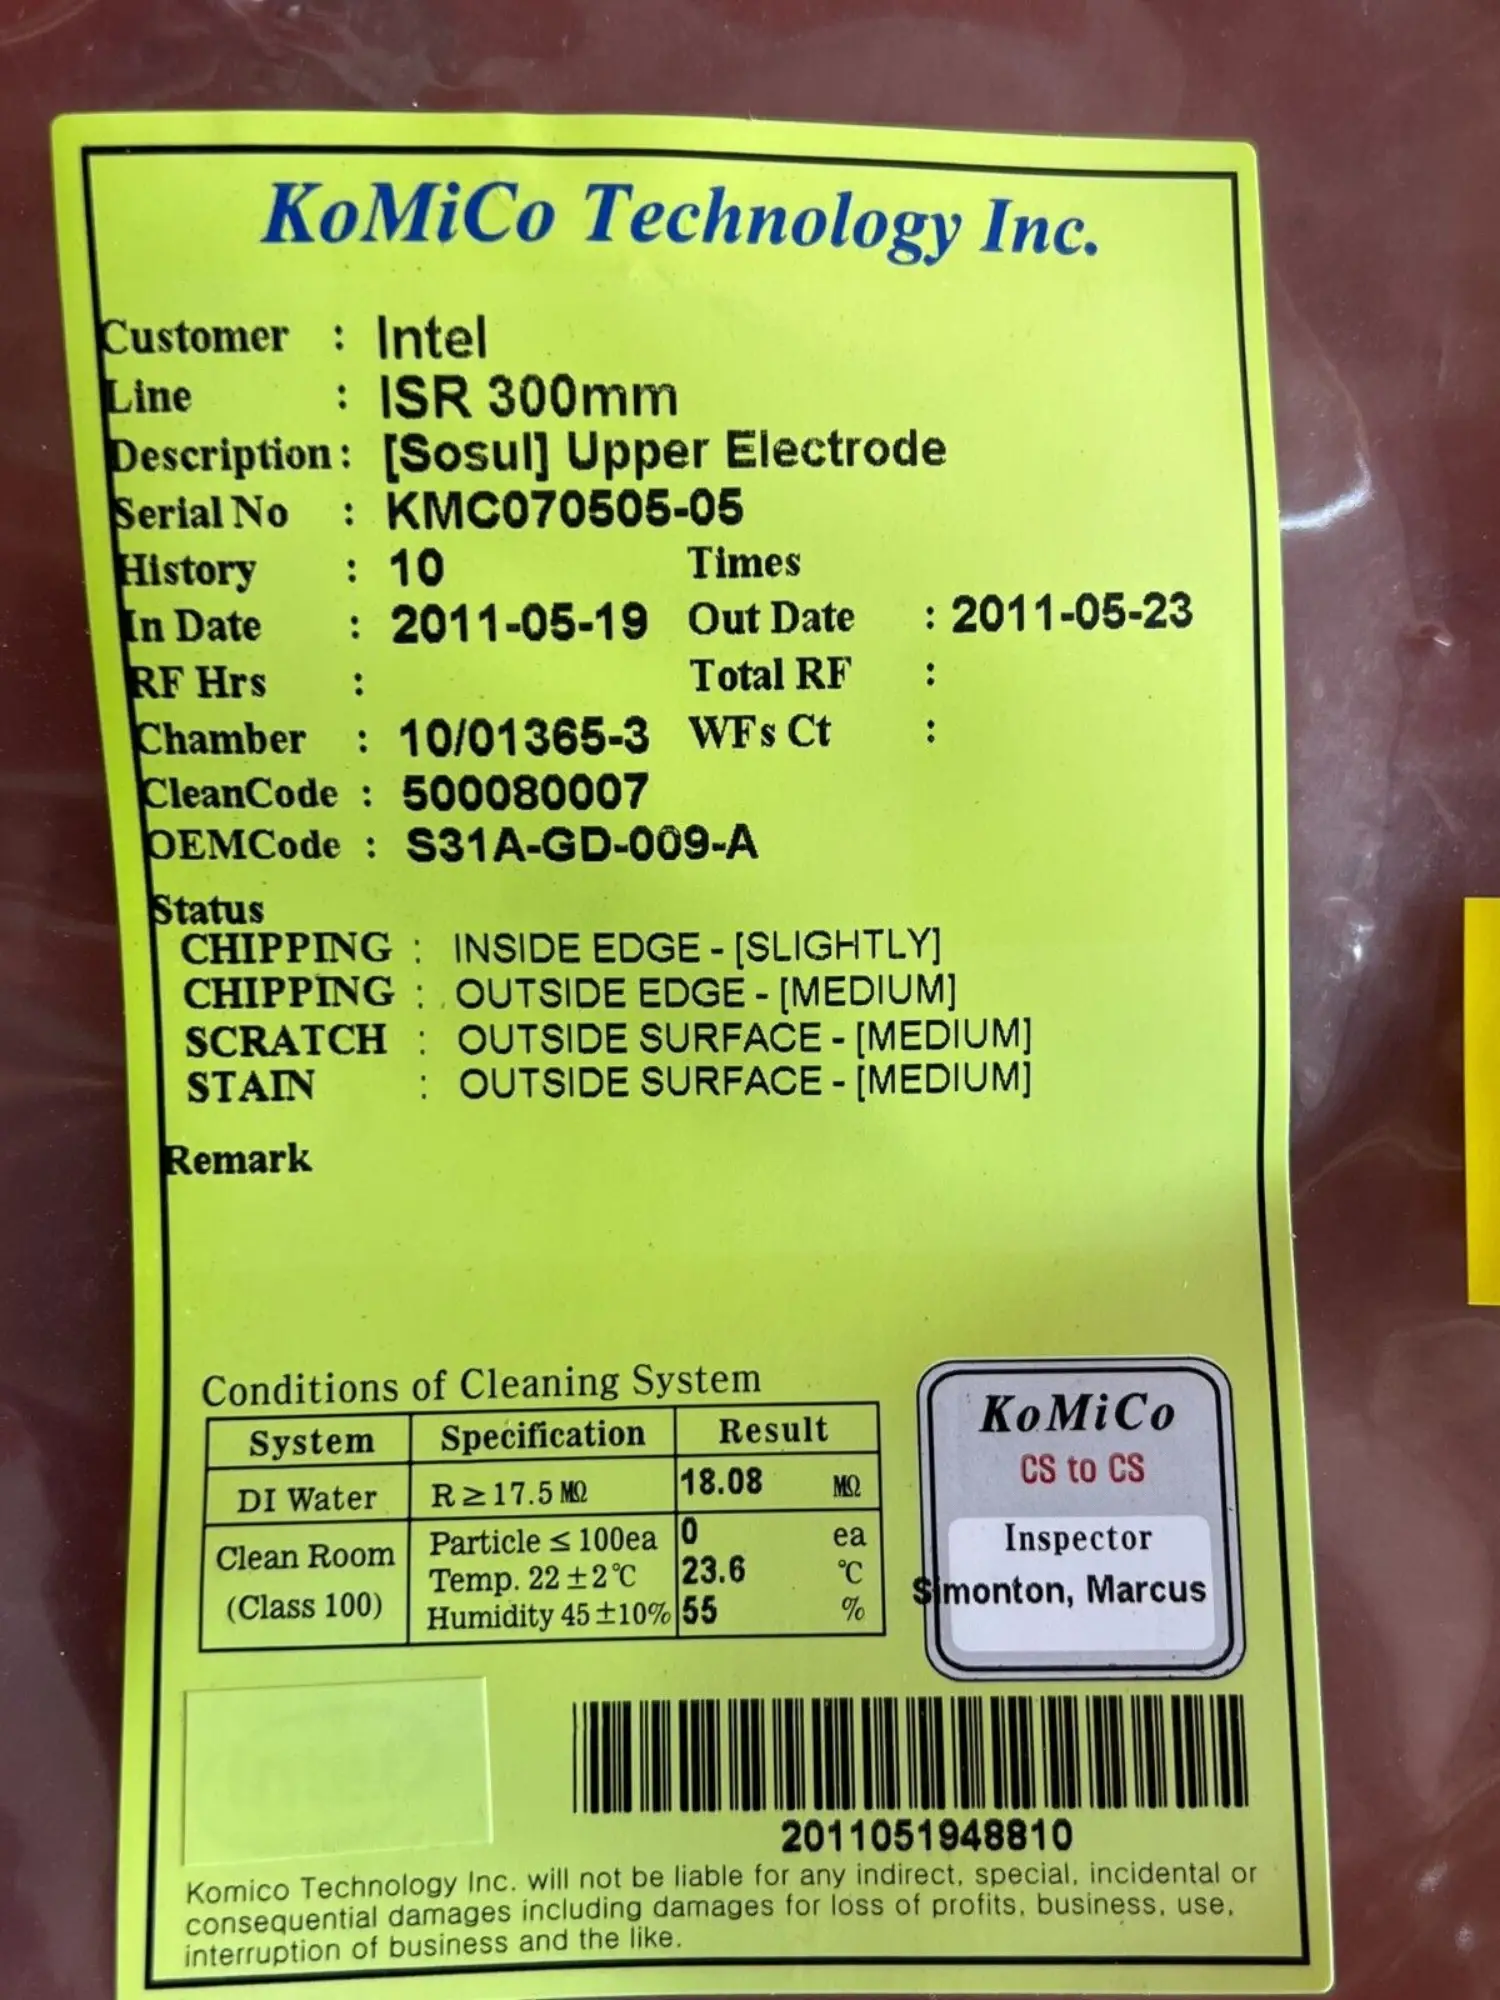 KoMiCo Technology Inc.
Customer : Intel
Line : ISR 300mm
Description : [Sosul] Upper Electrode
Serial No : KMC070505-05
History : 10 Times
In Date : 2011-05-19 Out Date : 2011-05-23
RF Hrs : Total RF :
Chamber : 10/01365-3 WFs Ct :
CleanCode : 500080007
OEMCode : S31A-GD-009-A
Status
CHIPPING : INSIDE EDGE - [SLIGHTLY]
CHIPPING : OUTSIDE EDGE - [MEDIUM]
SCRATCH : OUTSIDE SURFACE - [MEDIUM]
STAIN : OUTSIDE SURFACE - [MEDIUM]
Remark
Conditions of Cleaning System
System Specification Result
DI Water R≥17.5 MΩ 18.08 MΩ
Clean Room (Class 100)
Particle ≤ 100ea 0 ea
Temp. 22±2℃ 23.6 ℃
Humidity 45±10% 55 %
KoMiCo
CS to CS
Inspector
Simonton, Marcus
2011051948810
Komico Technology Inc. will not be liable for any indirect, special, incidental or
consequential damages including damages for loss of profits, business, use,
interruption of business and the like.